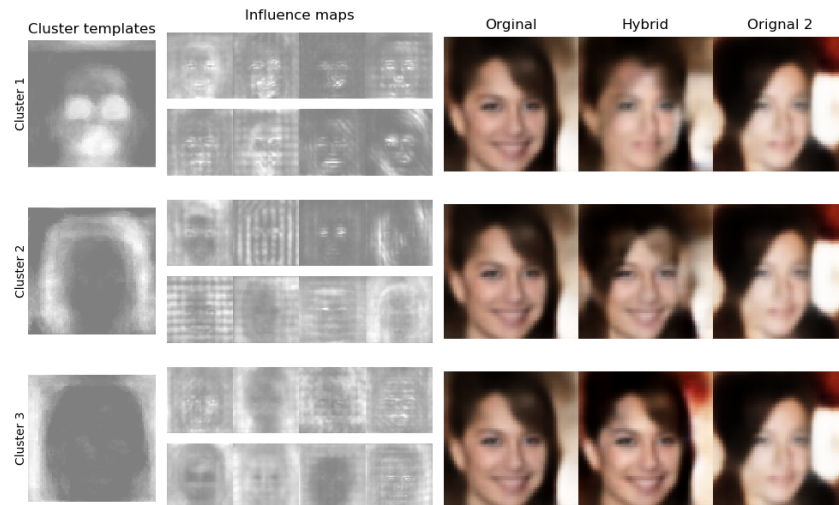 Cluster templates
Influence maps
Orginal
Hybrid
Orignal 2
Cluster 1
Cluster 2
Cluster 3